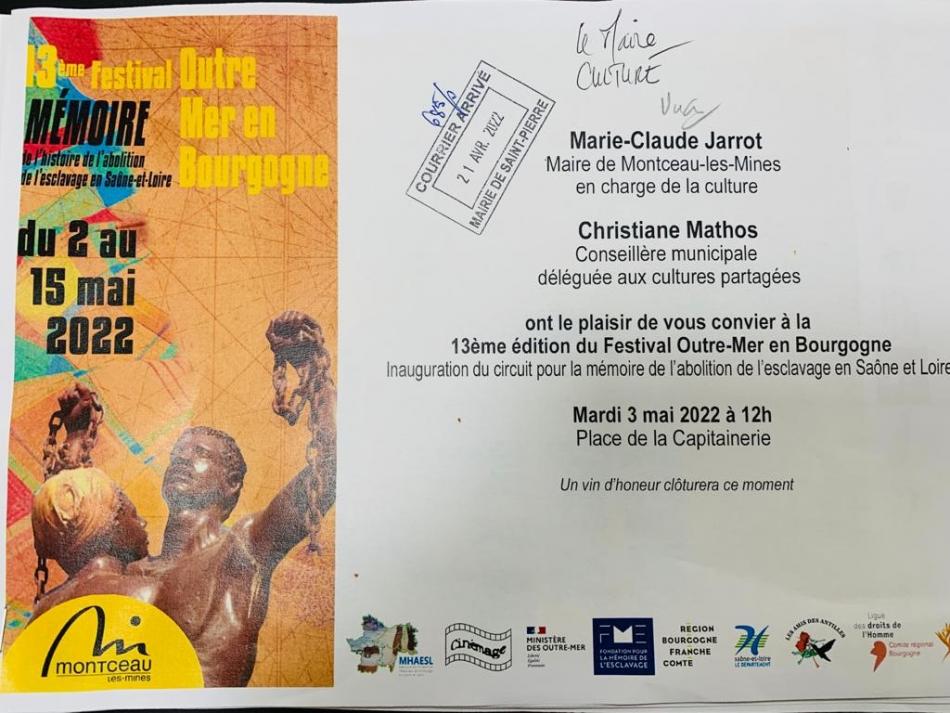 13ème festival Outre
Mer en
Bourgogne
MÉMOIRE
de l'histoire de l'abolition
de l'esclavage en Saône-et-Loire
du 2 au
15 mai
2022
montceau
LES-MINES
Le Maire
CULTURE
Vu
COURRIER ARRIVE
21 AVR. 2022
MAIRIE DE SAINT-PIERRE
Marie-Claude Jarrot
Maire de Montceau-les-Mines
en charge de la culture
Christiane Mathos
Conseillère municipale
déléguée aux cultures partagées
ont le plaisir de vous convier à la
13ème édition du Festival Outre-Mer en Bourgogne
Inauguration du circuit pour la mémoire de l'abolition de l'esclavage en Saône et Loire
Mardi 3 mai 2022 à 12h
Place de la Capitainerie
Un vin d'honneur clôturera ce moment
MHAESL
Cinémage
MINISTÈRE
DES OUTRE-MER
Liberté
Égalité
Fraternité
FME
FONDATION POUR
LA MÉMOIRE DE
L'ESCLAVAGE
RÉGION
BOURGOGNE
FRANCHE
COMTE
SAÔNE-ET-LOIRE
LE DÉPARTEMENT
LES AMIS DES ANTILLES
Ligue
des droits de
l'Homme
Comité régional
Bourgogne